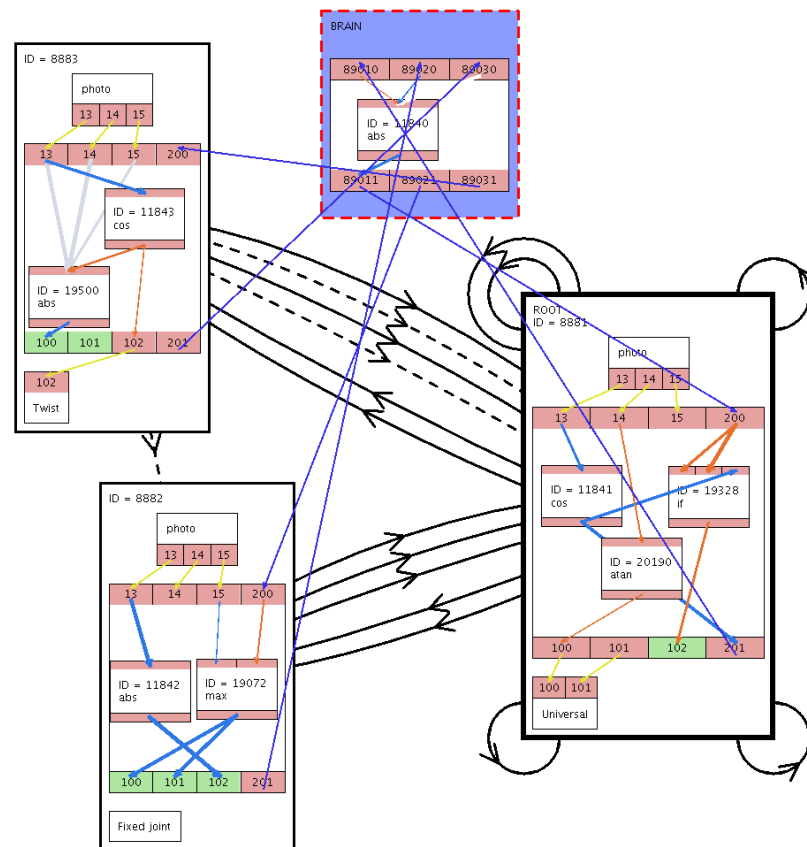 BRAIN
89010 89020 89030
ID = 11840
abs
89011 89021 89031
ID = 8883
photo
13 14 15
13 14 15 200
ID = 11843
cos
ID = 19500
abs
100 101 102 201
102
Twist
ROOT
ID = 8881
photo
13 14 15
13 14 15 200
ID = 11841
cos
ID = 19328
if
ID = 20190
atan
100 101 102 201
100 101
Universal
ID = 8882
photo
13 14 15
13 14 15 200
ID = 11842
abs
ID = 19072
max
100 101 102 201
Fixed joint